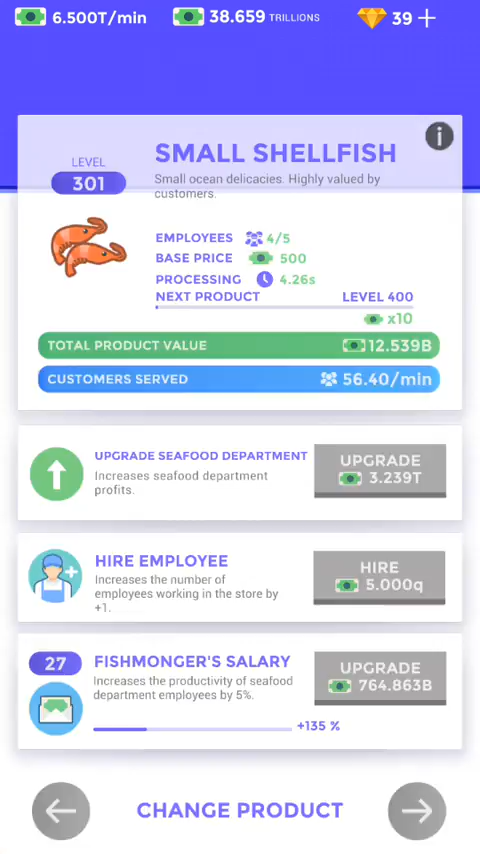 6.500T/min 38.659 TRILLIONS 39 +
i
SMALL SHELLFISH
LEVEL
301
Small ocean delicacies. Highly valued by
customers.
EMPLOYEES 4/5
BASE PRICE 500
PROCESSING 4.26s
NEXT PRODUCT LEVEL 400
x10
TOTAL PRODUCT VALUE 12.539B
CUSTOMERS SERVED 56.40/min
UPGRADE SEAFOOD DEPARTMENT
Increases seafood department
profits.
UPGRADE
3.239T
HIRE EMPLOYEE
Increases the number of
employees working in the store by
+1.
HIRE
5.000q
27
FISHMONGER'S SALARY
Increases the productivity of seafood
department employees by 5%.
+135 %
UPGRADE
764.863B
CHANGE PRODUCT